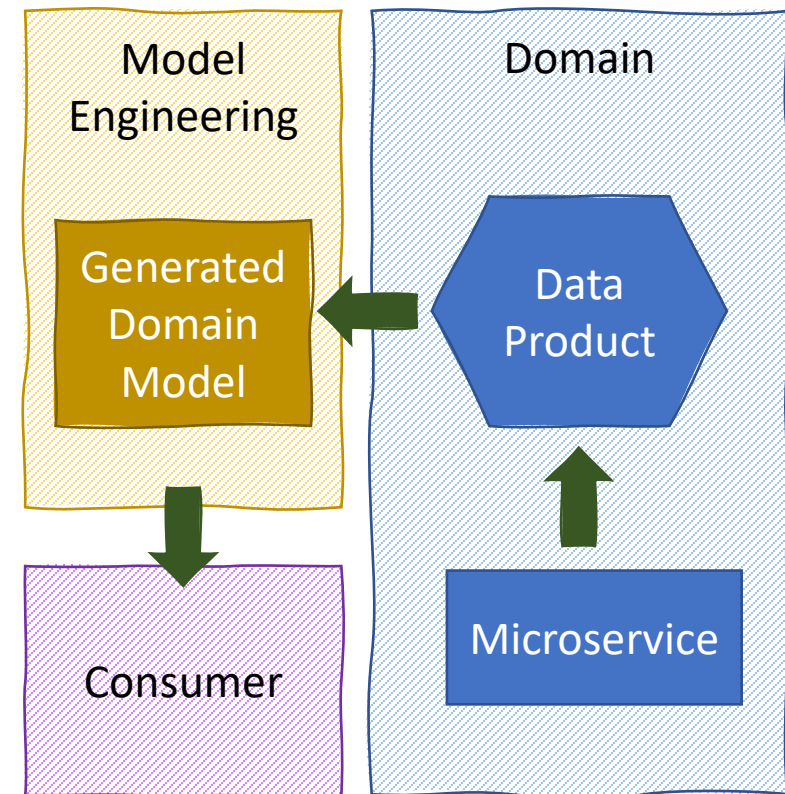 Model
Engineering
Domain
Generated
Domain
Model
Data
Product
Microservice
Consumer